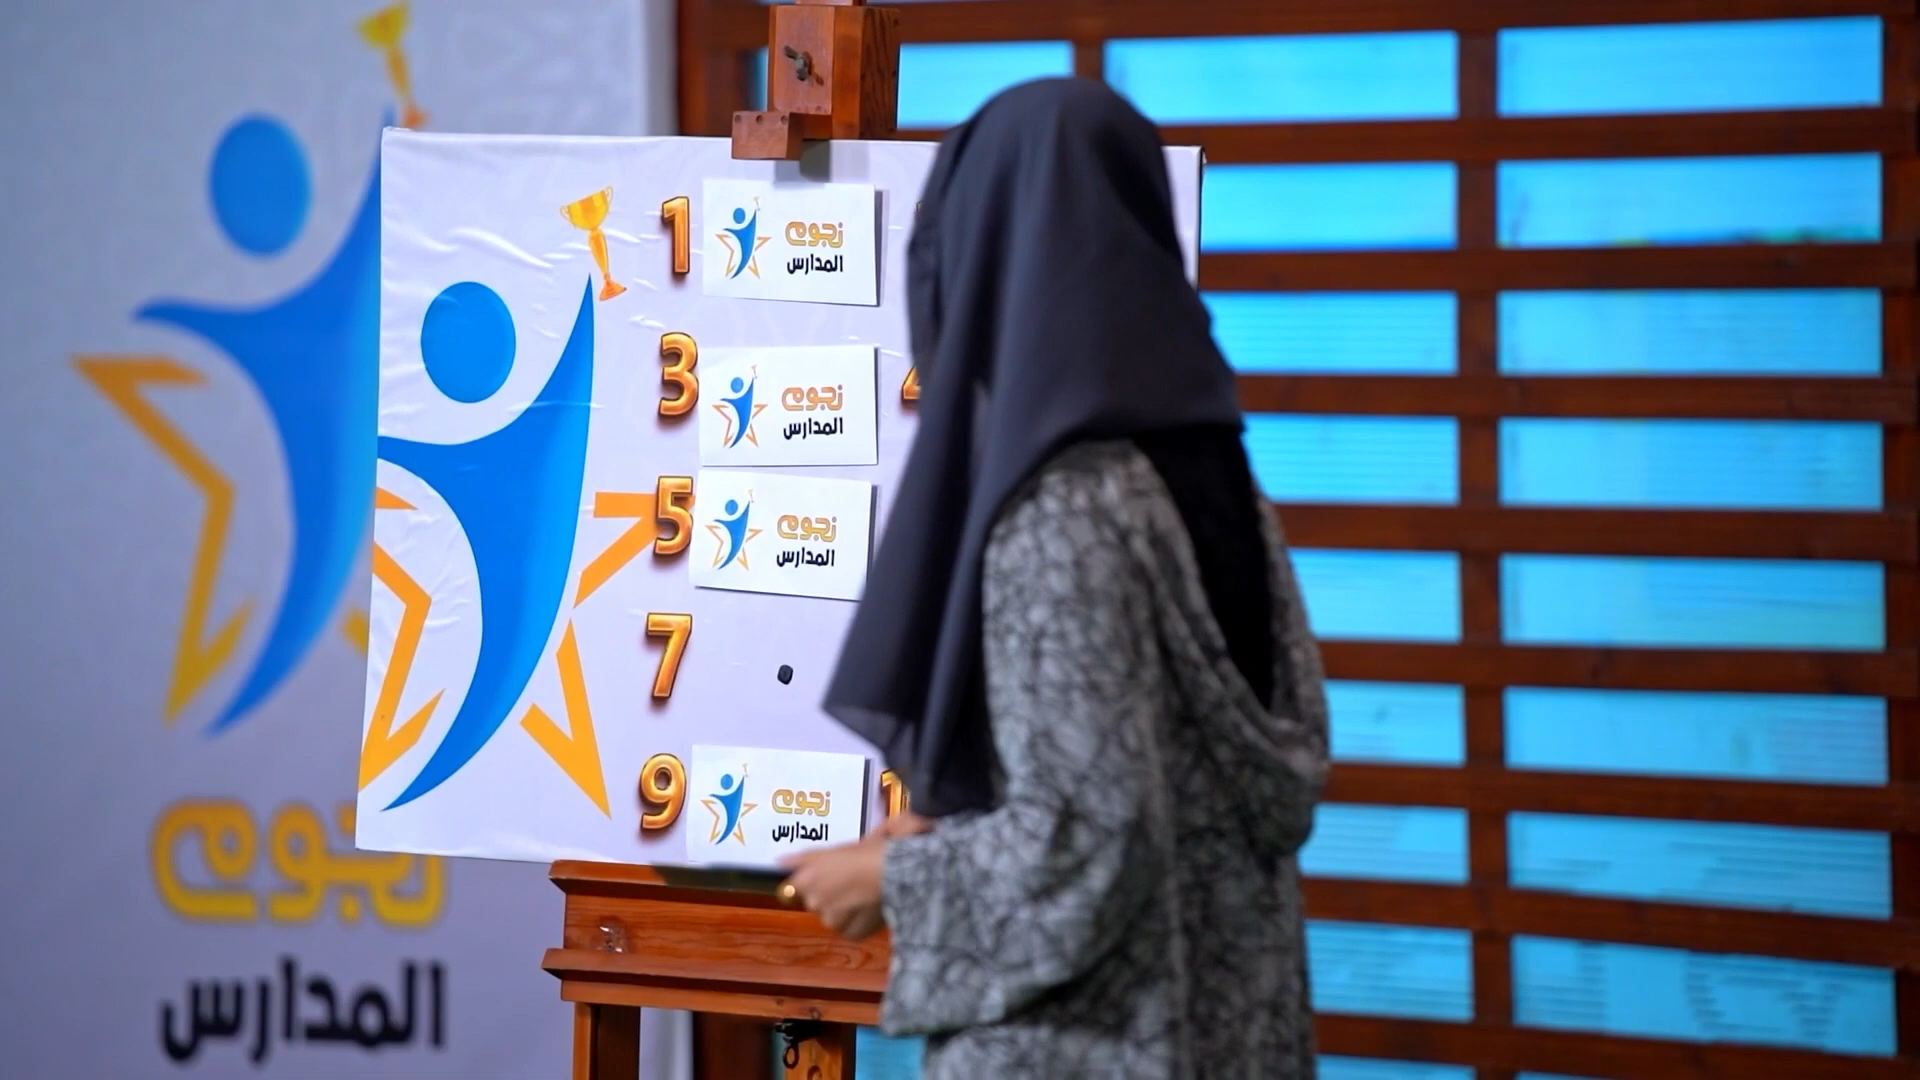 1
نجوم
المدارس
3
نجوم
المدارس
5
نجوم
المدارس
7
9
نجوم
المدارس
نجوم
المدارس